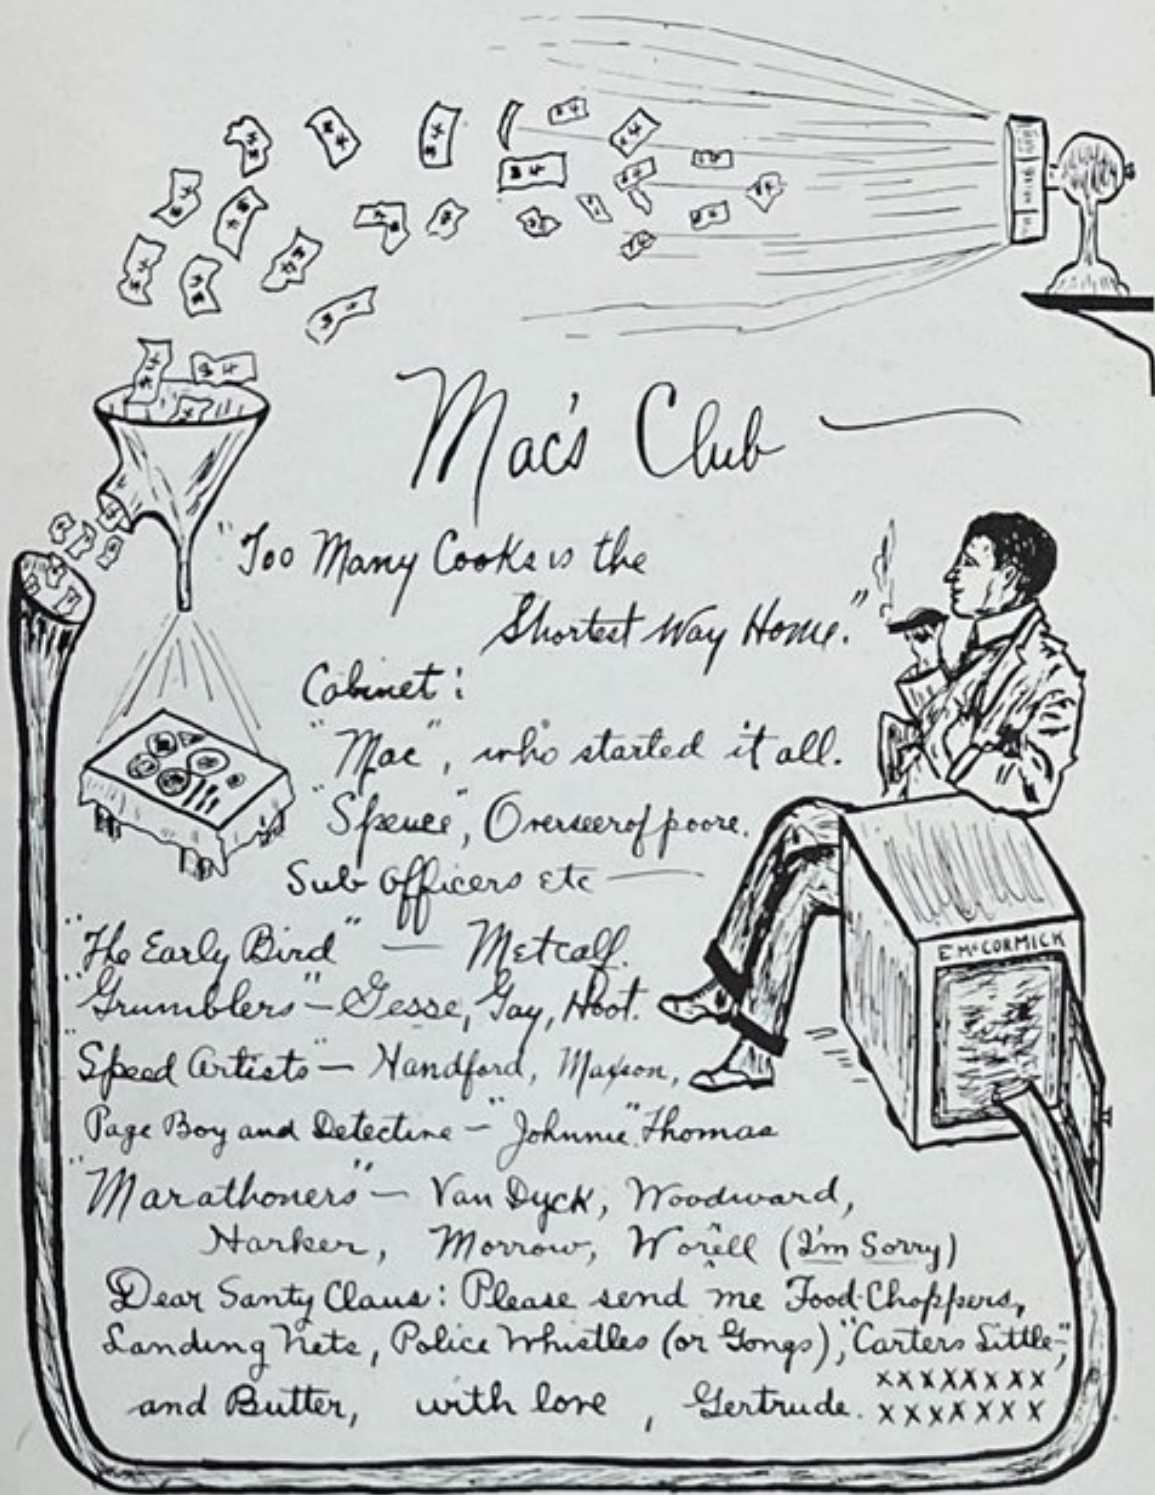 Mac's Club
"Too Many Cooks is the
Shortest Way Home."
Cabinet:
"Mac", who started it all.
"Spence", Overseer of poore.
Sub Officers etc
"The Early Bird" — Metcalf.
"Grumblers" — Gesse, Gay, Hoot.
E McCORMICK
"Speed Artists" — Handford, Maxson,
Page Boy and Detective — "Johnnie" Thomas
"Marathoners" — Van Dyck, Woodward,
Harker, Morrow, Worell (I'm Sorry)
Dear Santy Claus: Please send me Food-Choppers,
Landing Nets, Police Whistles (or Gongs), "Carters Little-",
and Butter, with love, Gertrude. xxxxxxxx
xxxxxxx